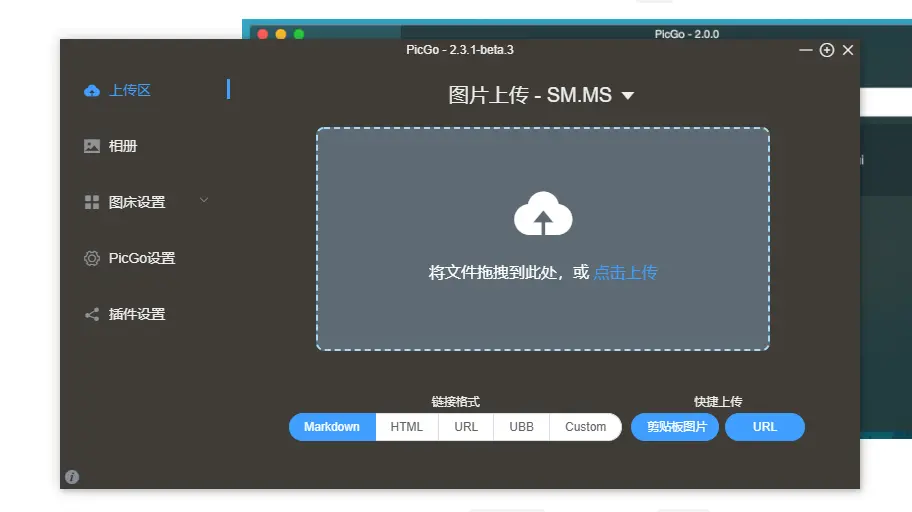 PicGo - 2.0.0
PicGo - 2.3.1-beta.3
上传区
相册
图床设置
PicGo设置
插件设置
图片上传 - SM.MS
将文件拖拽到此处，或 点击上传
链接格式
快捷上传
Markdown HTML URL UBB Custom
剪贴板图片 URL